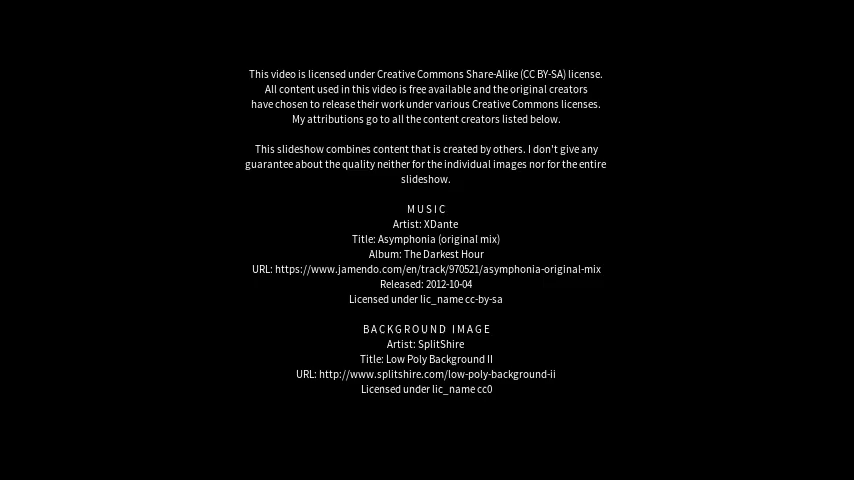 This video is licensed under Creative Commons Share-Alike (CC BY-SA) license.
All content used in this video is free available and the original creators
have chosen to release their work under various Creative Commons licenses.
My attributions go to all the content creators listed below.
This slideshow combines content that is created by others. I don't give any
guarantee about the quality neither for the individual images nor for the entire
slideshow.
MUSIC
Artist: XDante
Title: Asymphonia (original mix)
Album: The Darkest Hour
URL: https://www.jamendo.com/en/track/970521/asymphonia-original-mix
Released: 2012-10-04
Licensed under lic_name cc-by-sa
BACKGROUND IMAGE
Artist: SplitShire
Title: Low Poly Background II
URL: http://www.splitshire.com/low-poly-background-ii
Licensed under lic_name cc0